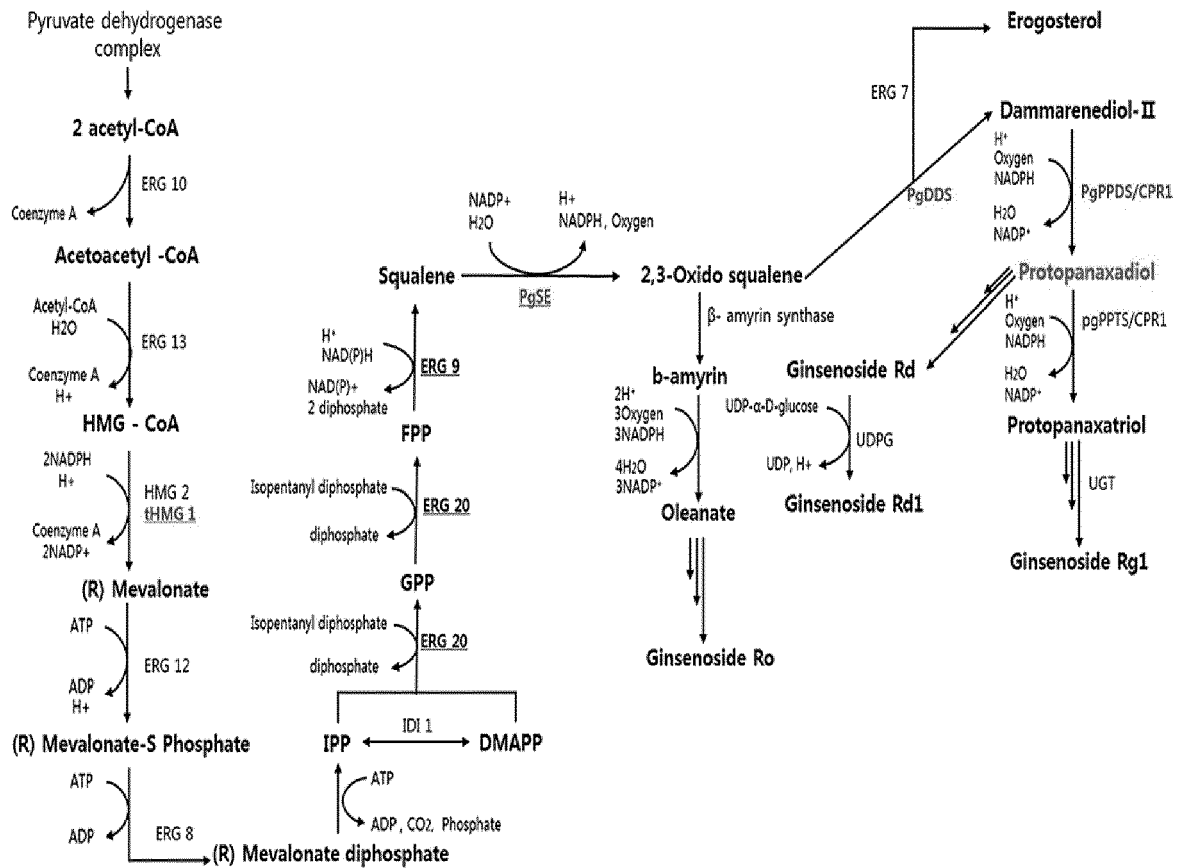 Pyruvate dehydrogenase
complex
2 acetyl-CoA
ERG 10
Coenzyme A
Acetoacetyl -CoA
Acetyl-CoA
H2O
ERG 13
Coenzyme A
H+
HMG - CoA
2NADPH
H+
HMG 2
tHMG 1
Coenzyme A
2NADP+
(R) Mevalonate
ATP
ERG 12
ADP
H+
(R) Mevalonate-S Phosphate
ATP
ADP
ERG 8
(R) Mevalonate diphosphate
ATP
ADP , CO2, Phosphate
IPP
IDI 1
DMAPP
Isopentanyl diphosphate
ERG 20
diphosphate
GPP
Isopentanyl diphosphate
ERG 20
diphosphate
FPP
H+
NAD(P)H
ERG 9
NAD(P)+
2 diphosphate
Squalene
NADP+
H2O
H+
NADPH, Oxygen
PgSE
2,3-Oxido squalene
β- amyrin synthase
b-amyrin
2H+
3Oxygen
3NADPH
4H2O
3NADP+
Oleanate
Ginsenoside Ro
ERG 7
Erogosterol
PgDDS
Dammarenediol-II
H+
Oxygen
NADPH
PgPPDS/CPR1
H2O
NADP+
Protopanaxadiol
H+
Oxygen
NADPH
pgPPTS/CPR1
H2O
NADP+
Protopanaxatriol
UGT
Ginsenoside Rg1
Ginsenoside Rd
UDP-α-D-glucose
UDPG
UDP, H+
Ginsenoside Rd1